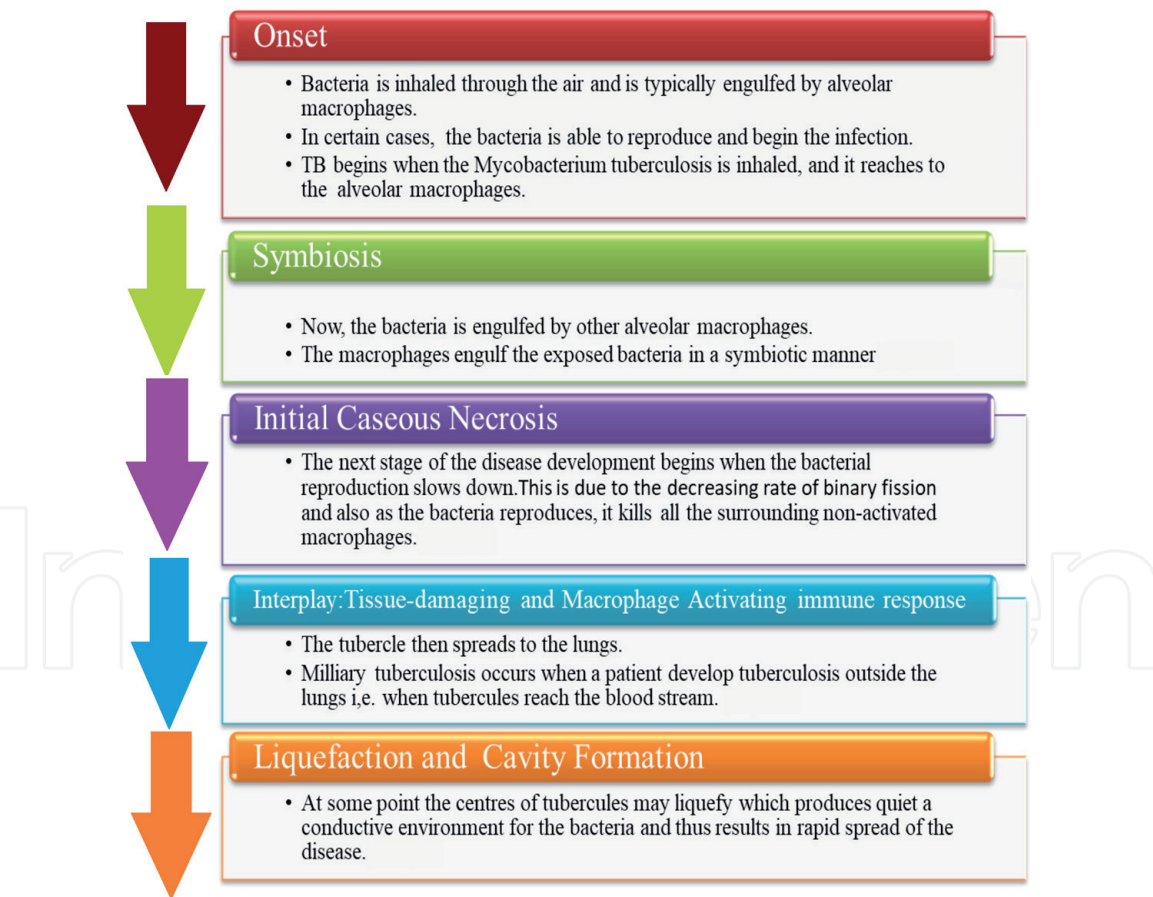 Onset
• Bacteria is inhaled through the air and is typically engulfed by alveolar
macrophages.
• In certain cases, the bacteria is able to reproduce and begin the infection.
• TB begins when the Mycobacterium tuberculosis is inhaled, and it reaches to
the alveolar macrophages.
Symbiosis
• Now, the bacteria is engulfed by other alveolar macrophages.
• The macrophages engulf the exposed bacteria in a symbiotic manner
Initial Caseous Necrosis
• The next stage of the disease development begins when the bacterial
reproduction slows down.This is due to the decreasing rate of binary fission
and also as the bacteria reproduces, it kills all the surrounding non-activated
macrophages.
Interplay:Tissue-damaging and Macrophage Activating immune response
• The tubercle then spreads to the lungs.
• Milliary tuberculosis occurs when a patient develop tuberculosis outside the
lungs i,e. when tubercules reach the blood stream.
Liquefaction and Cavity Formation
• At some point the centres of tubercules may liquefy which produces quiet a
conductive environment for the bacteria and thus results in rapid spread of the
disease.